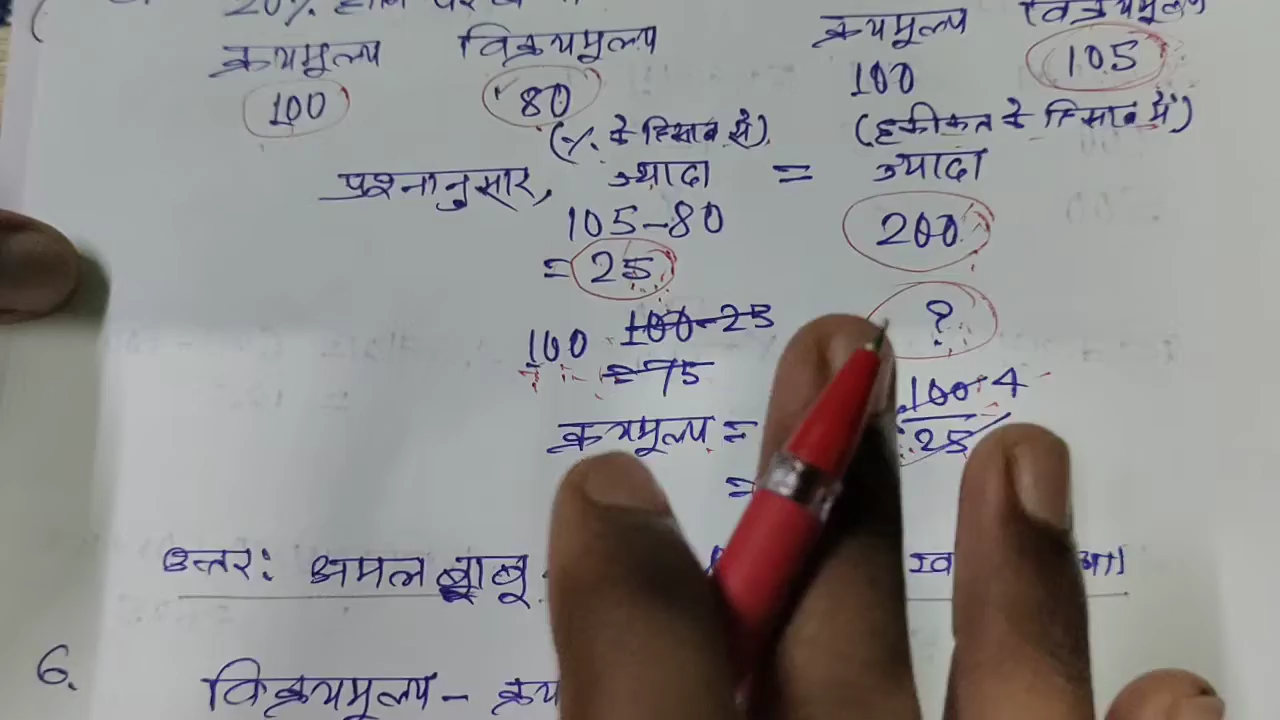 20% हानि पर
क्रयमूल्य विक्रयमूल्य क्रयमूल्य विक्रयमूल्य
100 80 100 105
(% के हिसाब से) (हकीकत के हिसाब में)
प्रश्नानुसार, ज्यादा = ज्यादा
105-80 200
= 25
100 100-25 ?
= 75 100 4
क्रयमूल्य = 25
=
उत्तर: अमल बाबु
6. विक्रयमूल्य - क्रय